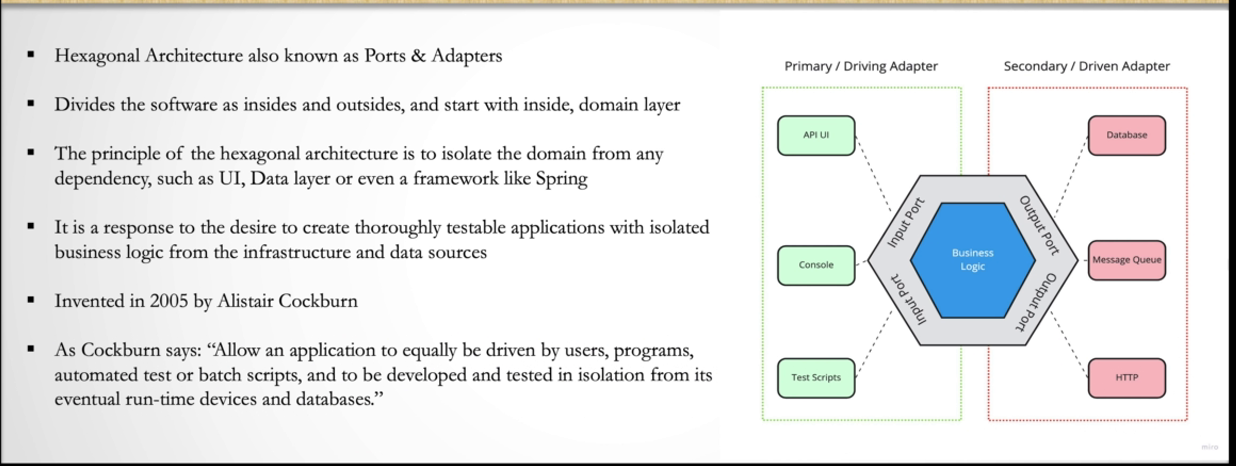 Hexagonal Architecture also known as Ports & Adapters
Divides the software as insides and outsides, and start with inside, domain layer
The principle of the hexagonal architecture is to isolate the domain from any
dependency, such as UI, Data layer or even a framework like Spring
It is a response to the desire to create thoroughly testable applications with isolated
business logic from the infrastructure and data sources
Invented in 2005 by Alistair Cockburn
As Cockburn says: “Allow an application to equally be driven by users, programs,
automated test or batch scripts, and to be developed and tested in isolation from its
eventual run-time devices and databases.”
Primary / Driving Adapter
Secondary / Driven Adapter
API UI
Database
Input Port
Output Port
Business
Logic
Console
Message Queue
Input Port
Output Port
Test Scripts
HTTP
miro